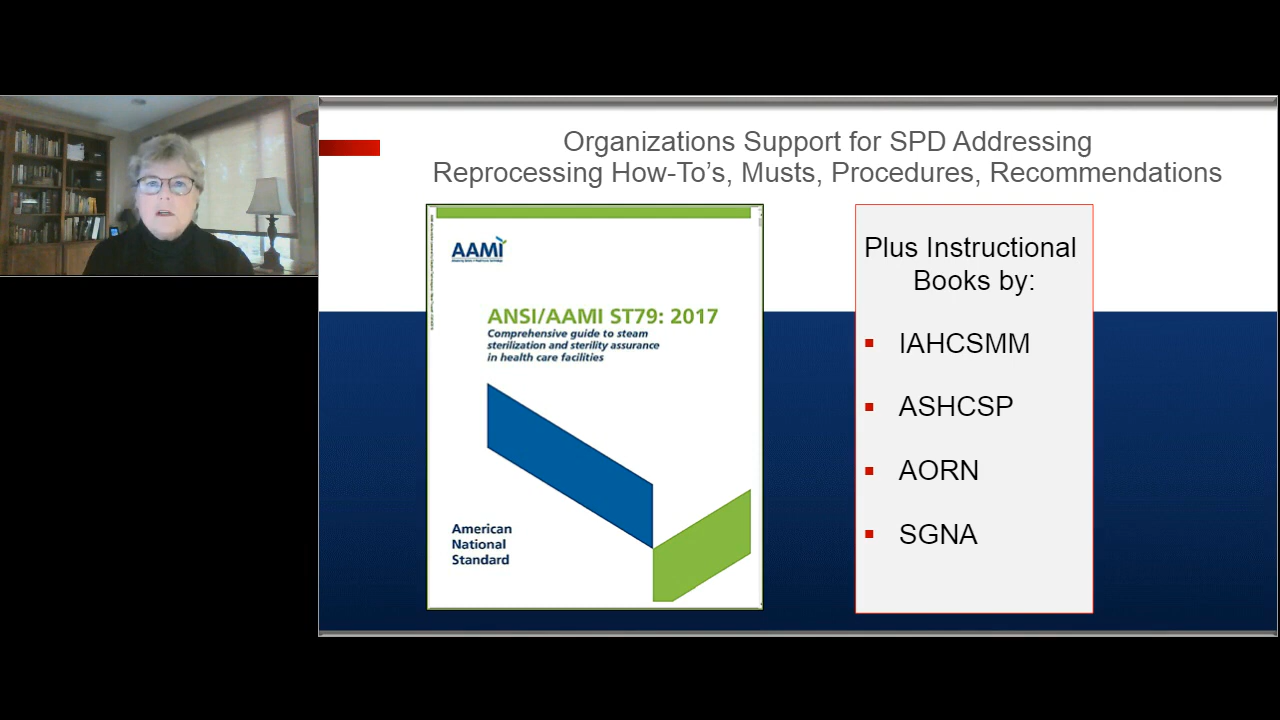 Organizations Support for SPD Addressing
Reprocessing How-To’s, Musts, Procedures, Recommendations
AAMI
ANSI/AAMI ST79: 2017
Comprehensive guide to steam
sterilization and sterility assurance
in health care facilities
American
National
Standard
Plus Instructional
Books by:
▪ IAHCSMM
▪ ASHCSP
▪ AORN
▪ SGNA